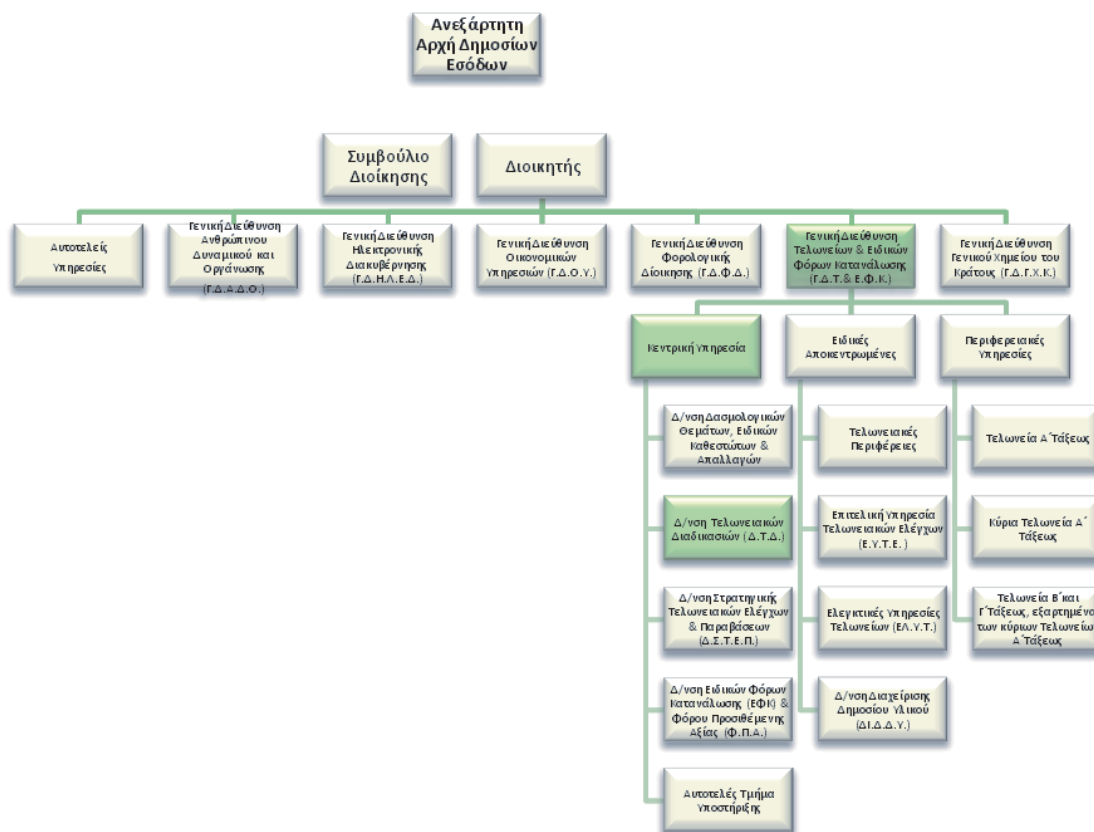 Ανεξάρτητη
Αρχή Δημοσίων
Εσόδων
Συμβούλιο
Διοίκησης
Διοικητής
Αυτοτελείς
Υπηρεσίες
Γενική Διεύθυνση
Ανθρώπινου
Δυναμικού και
Οργάνωσης
(Γ.Δ.Α.Δ.Ο.)
Γενική Διεύθυνση
Ηλεκτρονικής
Διακυβέρνησης
(Γ.Δ.Η.Λ.Ε.Δ.)
Γενική Διεύθυνση
Οικονομικών
Υπηρεσιών (Γ.Δ.Ο.Υ.)
Γενική Διεύθυνση
Φορολογικής
Δίοικησης (Γ.Δ.Φ.Δ.)
Γενική Διεύθυνση
Τελωνείων & Ειδικών
Φόρων Κατανάλωσης
(Γ.Δ.Τ.& Ε.Φ.Κ.)
Γενική Διεύθυνση
Γενικού Χημείου του
Κράτους (Γ.Δ.Γ.Χ.Κ.)
Κεντρική Υπηρεσία
Ειδικές
Αποκεντρωμένες
Περιφερειακές
Υπηρεσίες
Δ/νση Δασμολογικών
Θεμάτων, Ειδικών
Καθεστώτων &
Απαλλαγών
Τελωνειακές
Περιφέρειες
Τελωνεία Α΄Τάξεως
Δ/νση Τελωνειακών
Διαδικασιών (Δ.Τ.Δ.)
Επιτελική Υπηρεσία
Τελωνειακών Ελέγχων
(Ε.Υ.Τ.Ε. )
Κύρια Τελωνεία Α΄
Τάξεως
Δ/νση Στρατηγικής
Τελωνειακών Ελέγχων
& Παραβάσεων
(Δ.Σ.Τ.Ε.Π.)
Ελεγκτικές Υπηρεσίες
Τελωνείων (ΕΛ.Υ.Τ.)
Τελωνεία Β΄και
Γ΄Τάξεως, εξαρτημένα
των κύριων Τελωνείων
Α΄Τάξεως
Δ/νση Ειδικών Φόρων
Κατανάλωσης (ΕΦΚ) &
Φόρου Προσιθέμενης
Αξίας (Φ.Π.Α.)
Δ/νση Διαχείρισης
Δημοσίου Υλικού
(ΔΙ.Δ.Δ.Υ.)
Αυτοτελές Τμήμα
Υποστήριξης